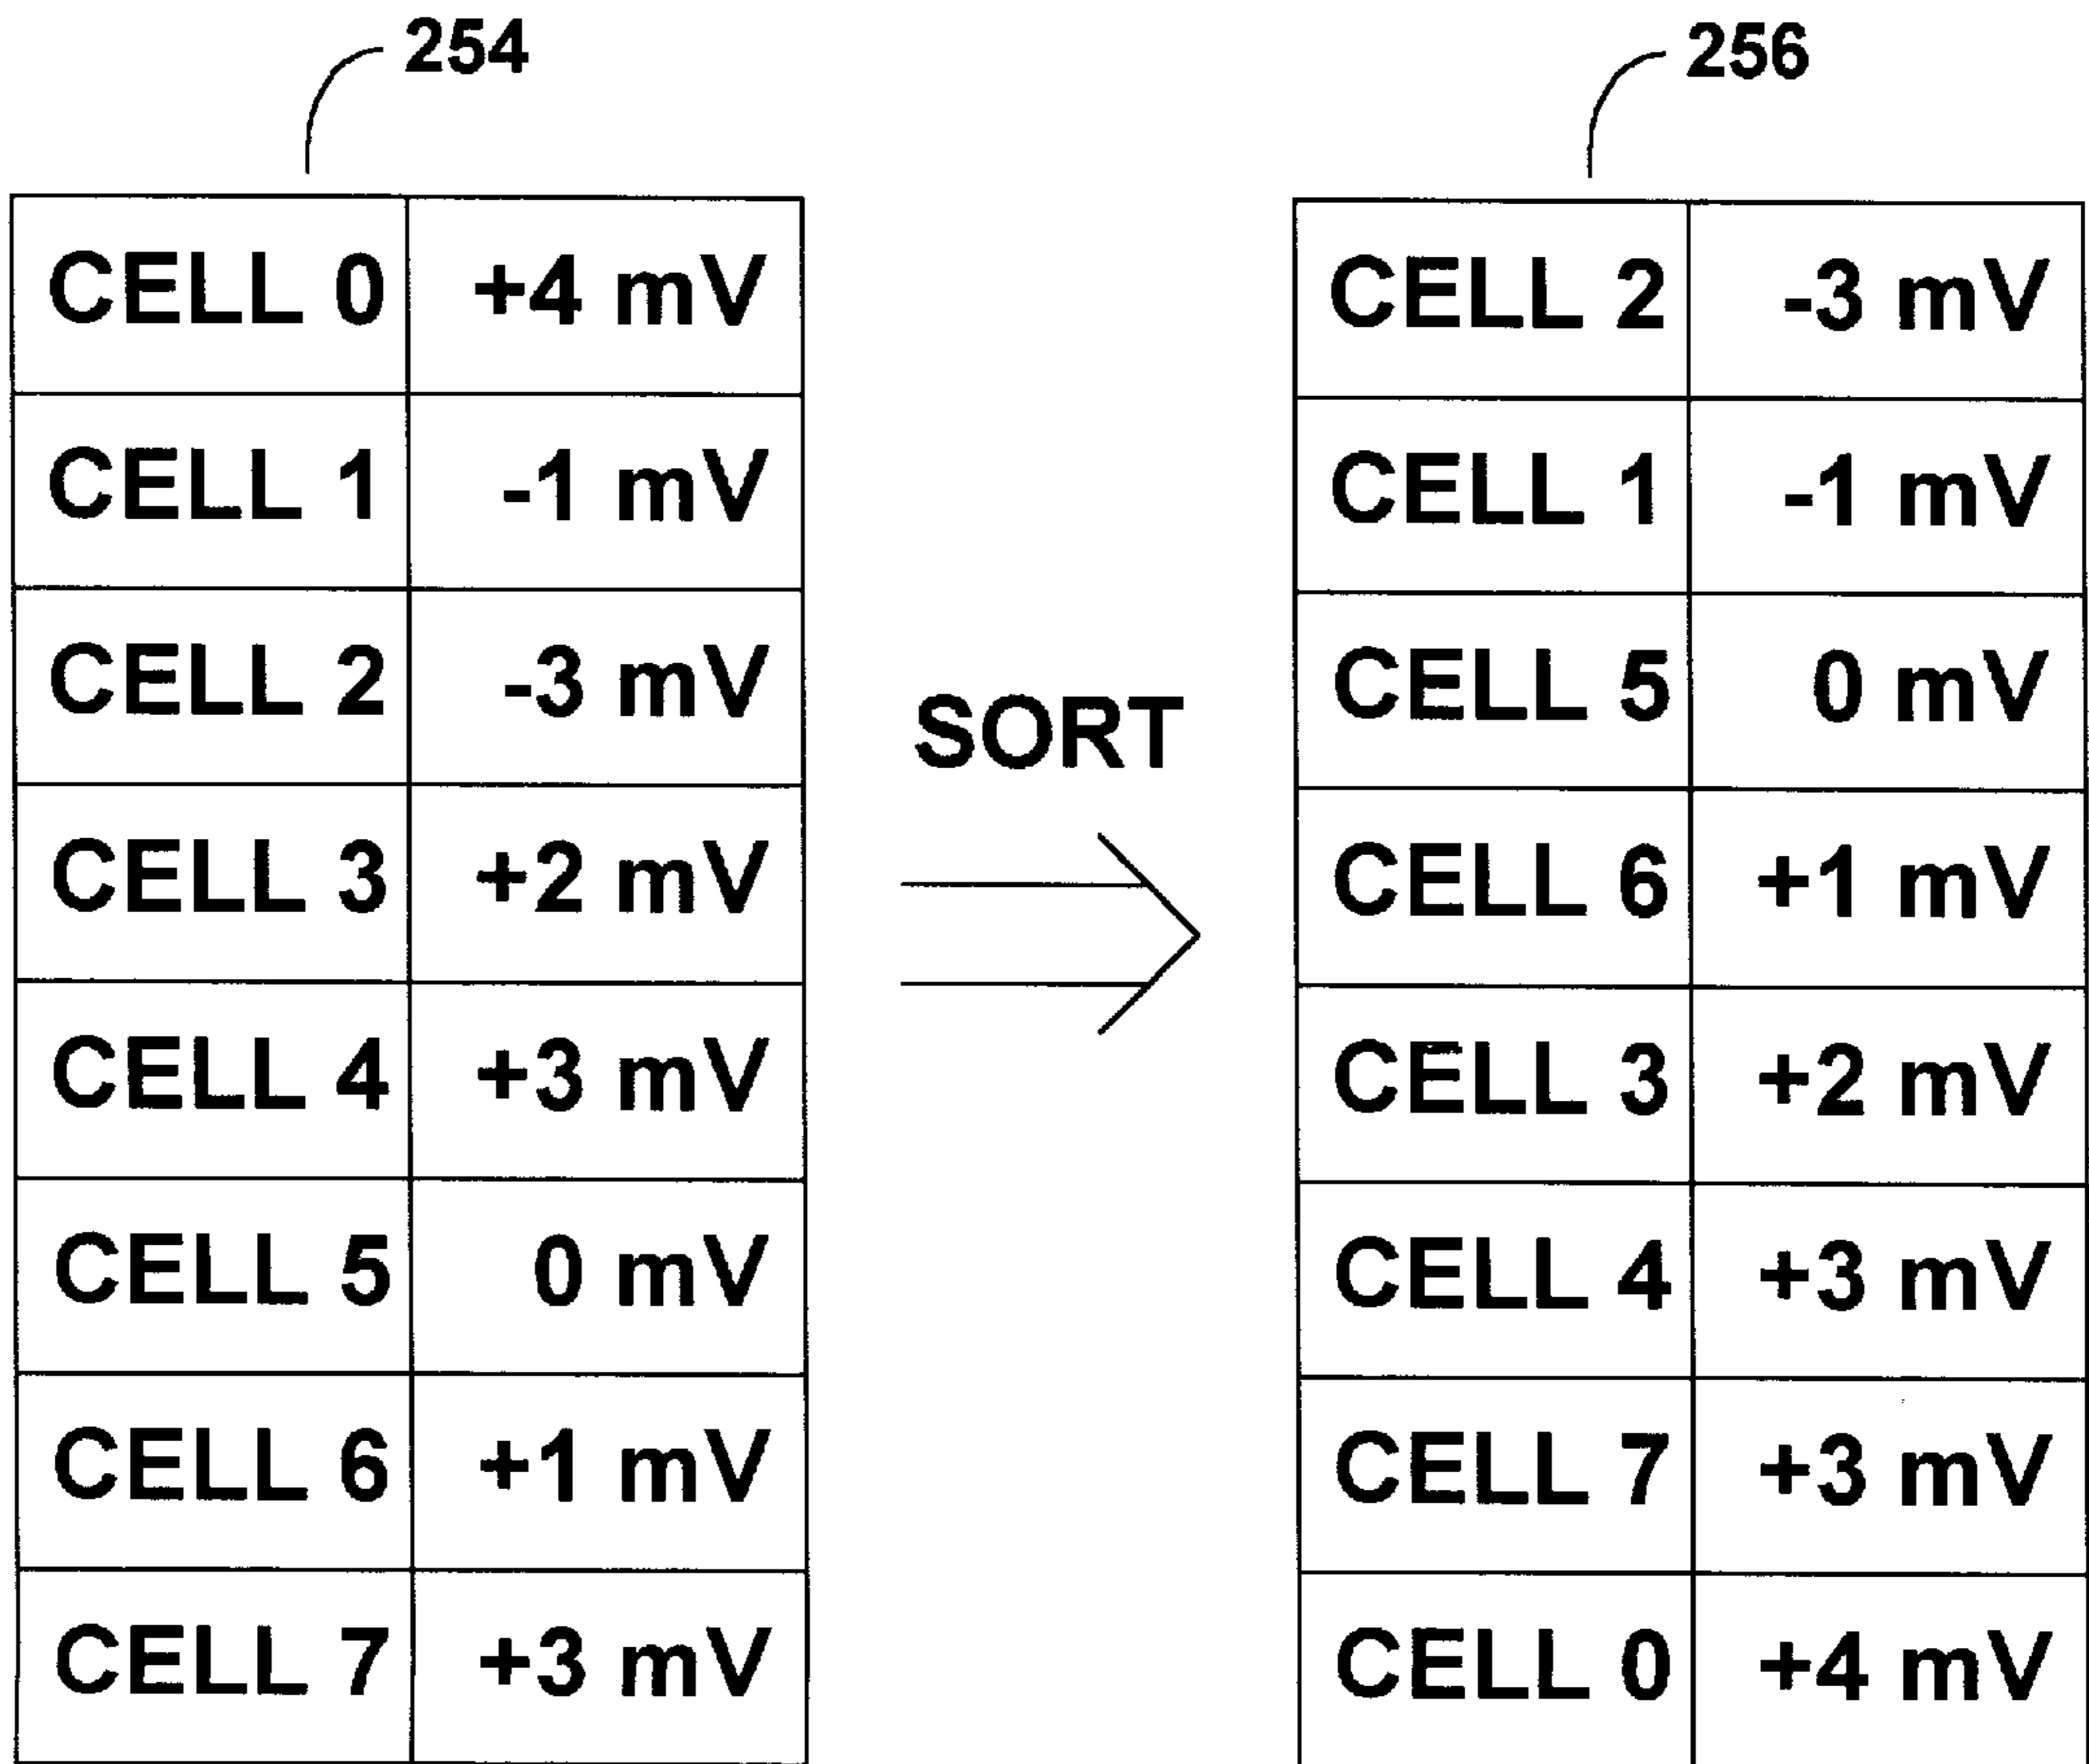 254
CELL 0 +4 mV
CELL 1 -1 mV
CELL 2 -3 mV
CELL 3 +2 mV
CELL 4 +3 mV
CELL 5 0 mV
CELL 6 +1 mV
CELL 7 +3 mV
SORT
256
CELL 2 -3 mV
CELL 1 -1 mV
CELL 5 0 mV
CELL 6 +1 mV
CELL 3 +2 mV
CELL 4 +3 mV
CELL 7 +3 mV
CELL 0 +4 mV